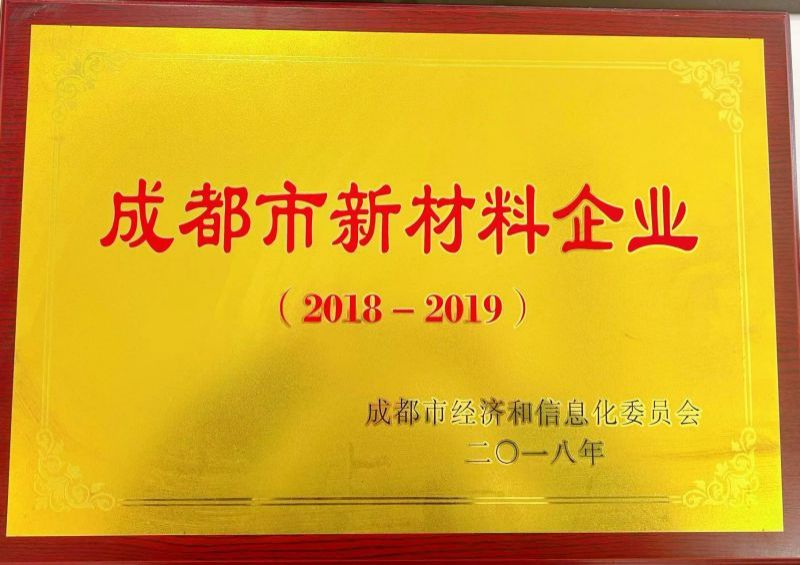 成都市新材料企业
（2018－2019）
成都市经济和信息化委员会
二〇一八年